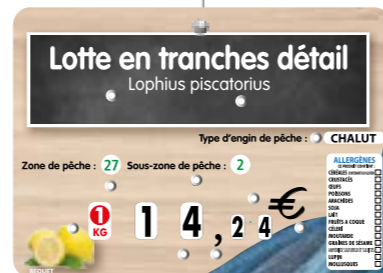 Lotte en tranches détail
Lophius piscatorius
Type d'engin de pêche : CHALUT
Zone de pêche : 27 Sous-zone de pêche : 2
1 KG
14,24 €
ALLERGÈNES
CÉRÉALES
CRUSTACÉS
ŒUFS
POISSONS
ARACHIDES
SOJA
LAIT
FRUITS A COQUE
CÉLERI
MOUTARDE
GRAINES DE SÉSAME
LUPIN
MOLLUSQUES
BEQUET